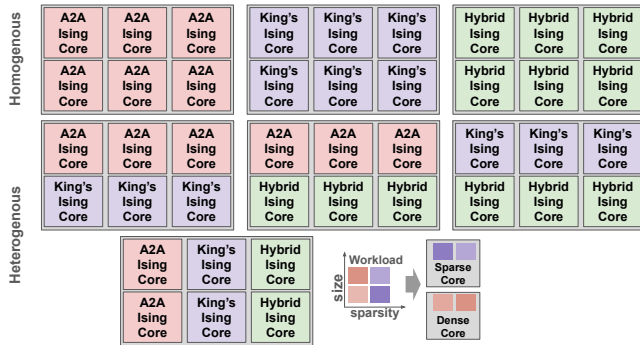 Homogenous
A2A A2A A2A
Ising Ising Ising
Core Core Core
A2A A2A A2A
Ising Ising Ising
Core Core Core
King's King's King's
Ising Ising Ising
Core Core Core
King's King's King's
Ising Ising Ising
Core Core Core
Hybrid Hybrid Hybrid
Ising Ising Ising
Core Core Core
Hybrid Hybrid Hybrid
Ising Ising Ising
Core Core Core
Heterogenous
A2A A2A A2A
Ising Ising Ising
Core Core Core
King's King's King's
Ising Ising Ising
Core Core Core
A2A A2A A2A
Ising Ising Ising
Core Core Core
Hybrid Hybrid Hybrid
Ising Ising Ising
Core Core Core
King's King's King's
Ising Ising Ising
Core Core Core
Hybrid Hybrid Hybrid
Ising Ising Ising
Core Core Core
A2A King's Hybrid
Ising Ising Ising
Core Core Core
A2A King's Hybrid
Ising Ising Ising
Core Core Core
Workload
size
sparsity
Sparse
Core
Dense
Core